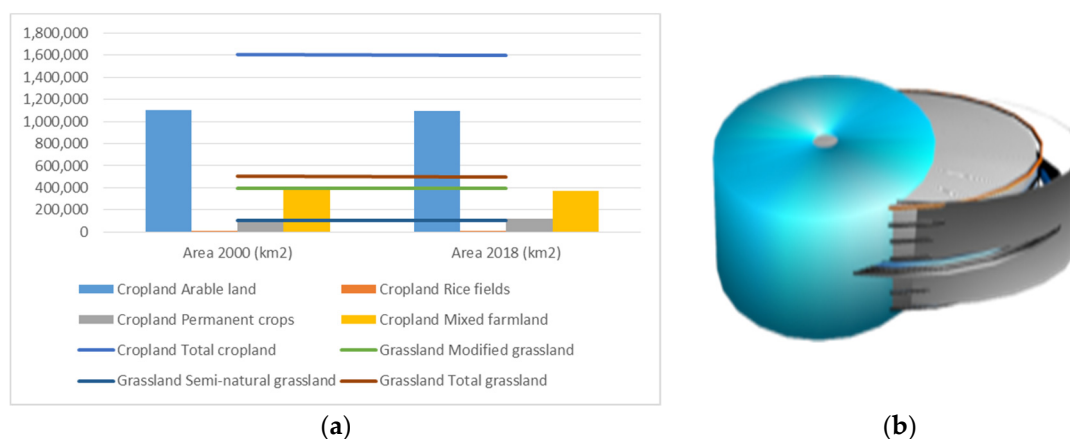 1,800,000
1,600,000
1,400,000
1,200,000
1,000,000
800,000
600,000
400,000
200,000
0
Area 2000 (km2) Area 2018 (km2)
Cropland Arable land Cropland Rice fields
Cropland Permanent crops Cropland Mixed farmland
Cropland Total cropland Grassland Modified grassland
Grassland Semi-natural grassland Grassland Total grassland
(a) (b)